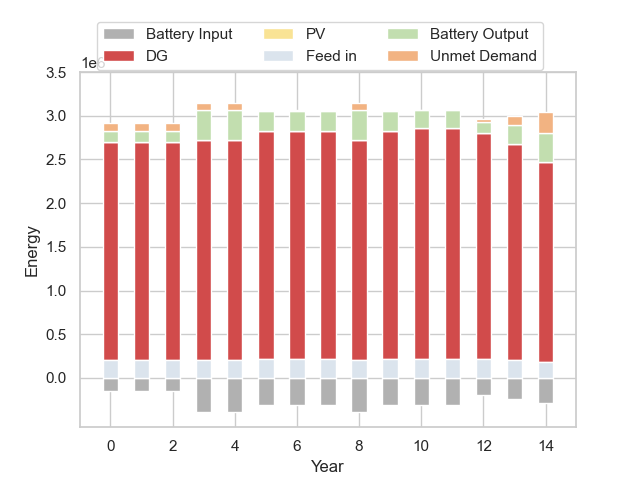 Battery Input PV Battery Output
DG Feed in Unmet Demand
1e6
3.5
3.0
2.5
2.0
1.5
1.0
0.5
0.0
Energy
0 2 4 6 8 10 12 14
Year